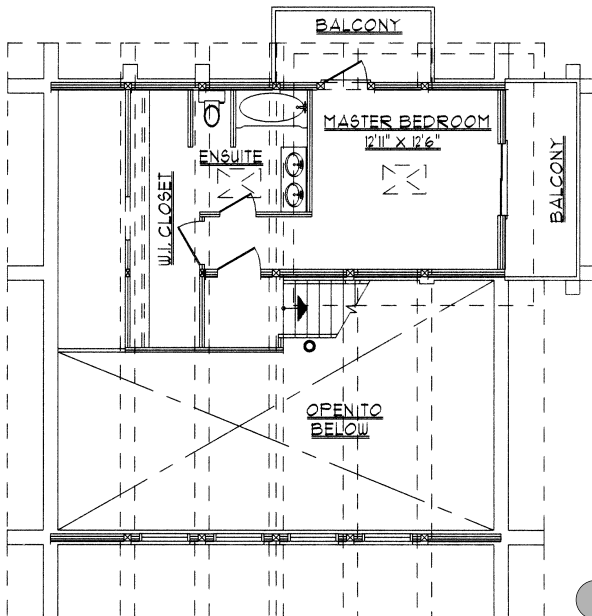 BALCONY
MASTER BEDROOM
12'11" X 12'6"
ENSUITE
W.I. CLOSET
BALCONY
OPEN TO
BELOW